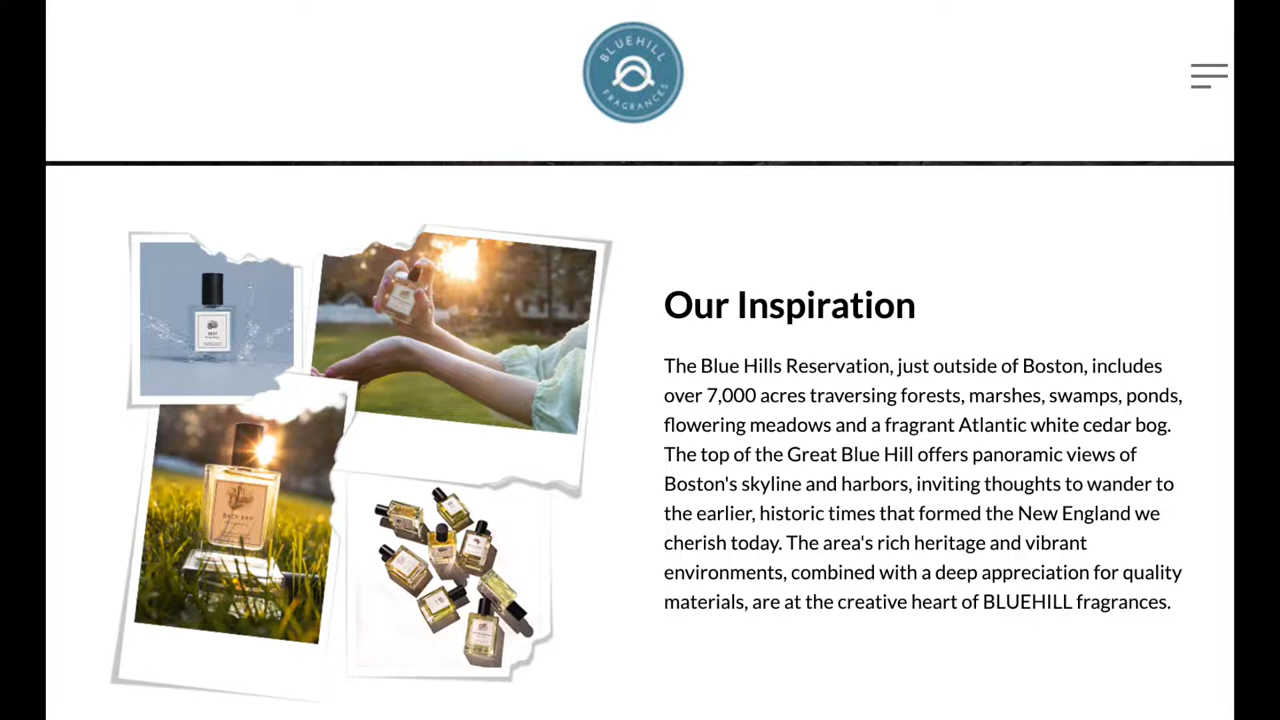 BLUEHILL
FRAGRANCES
Our Inspiration
The Blue Hills Reservation, just outside of Boston, includes
over 7,000 acres traversing forests, marshes, swamps, ponds,
flowering meadows and a fragrant Atlantic white cedar bog.
The top of the Great Blue Hill offers panoramic views of
Boston's skyline and harbors, inviting thoughts to wander to
the earlier, historic times that formed the New England we
cherish today. The area's rich heritage and vibrant
environments, combined with a deep appreciation for quality
materials, are at the creative heart of BLUEHILL fragrances.
BACK BAY